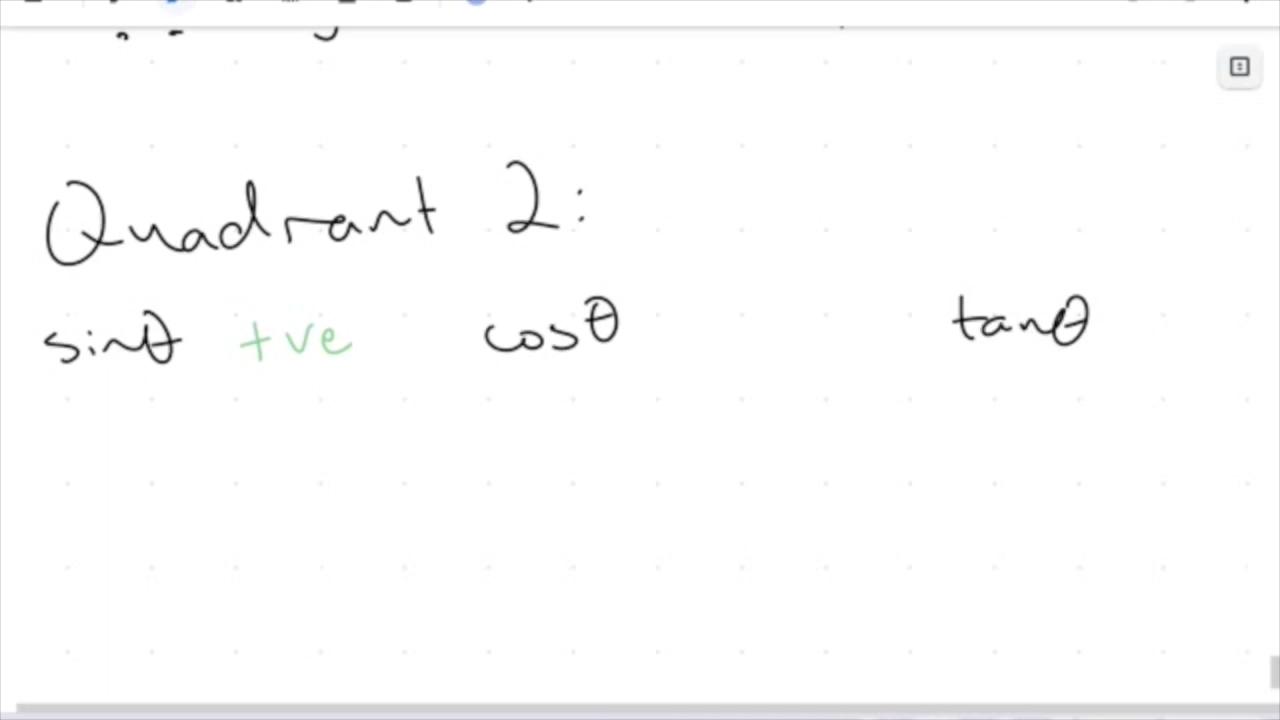 Quadrant 2:
sinθ +ve cosθ tanθ